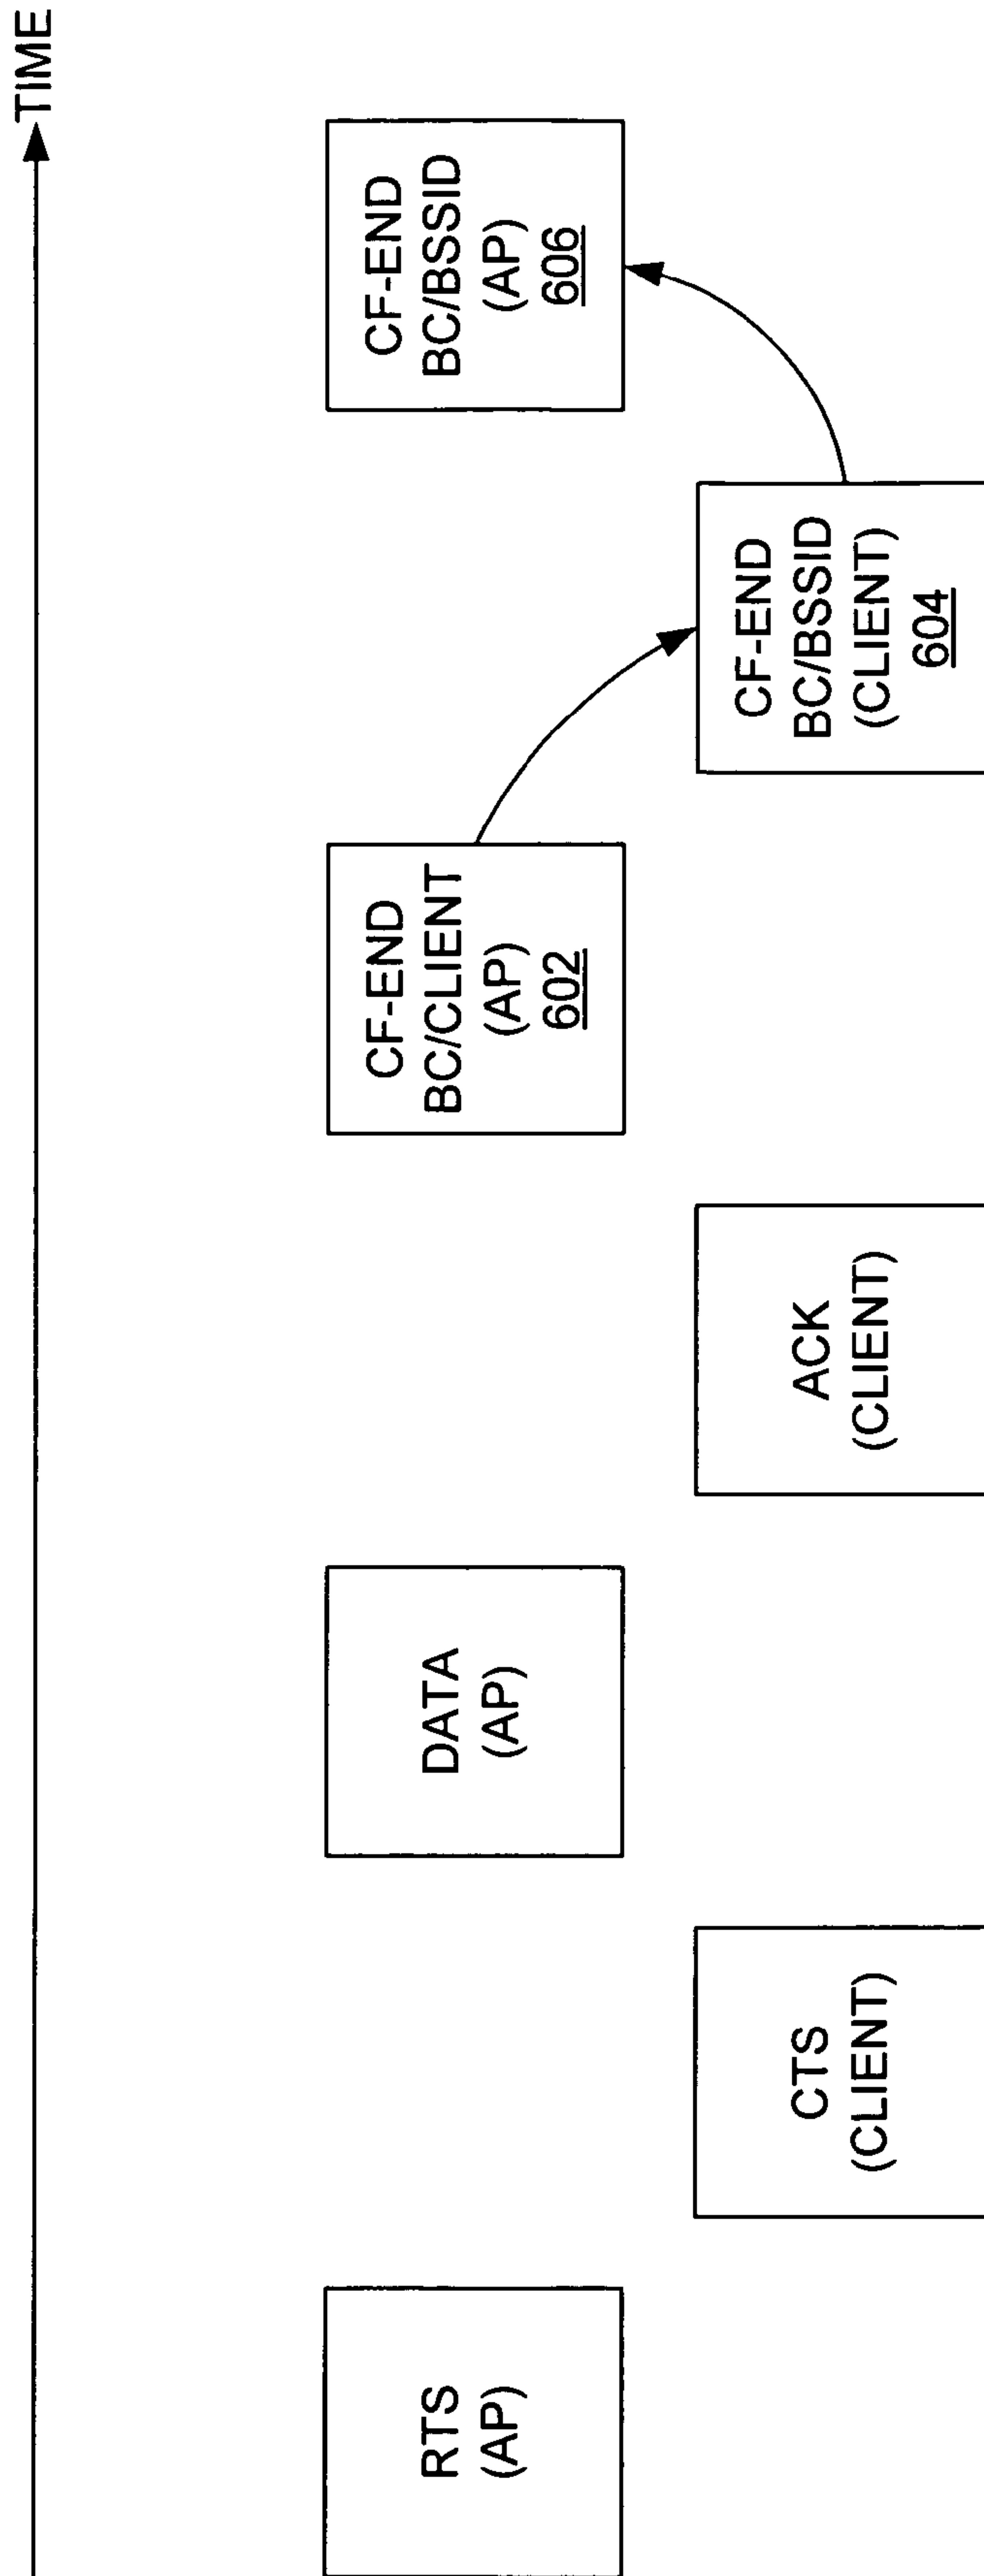 TIME
RTS
(AP)
CTS
(CLIENT)
DATA
(AP)
ACK
(CLIENT)
CF-END
BC/CLIENT
(AP)
602
CF-END
BC/BSSID
(CLIENT)
604
CF-END
BC/BSSID
(AP)
606